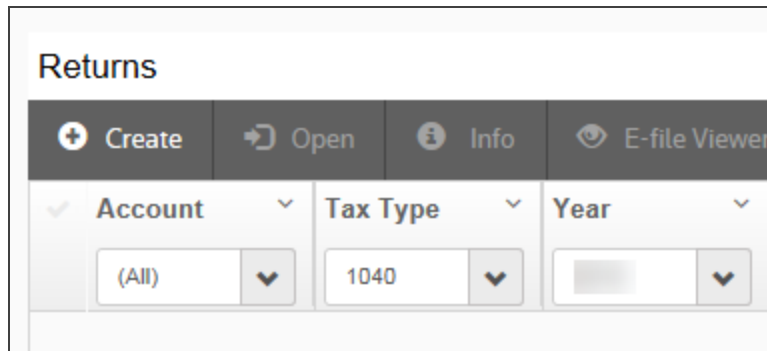 Returns
Create Open Info E-file Viewer
Account Tax Type Year
(All) 1040